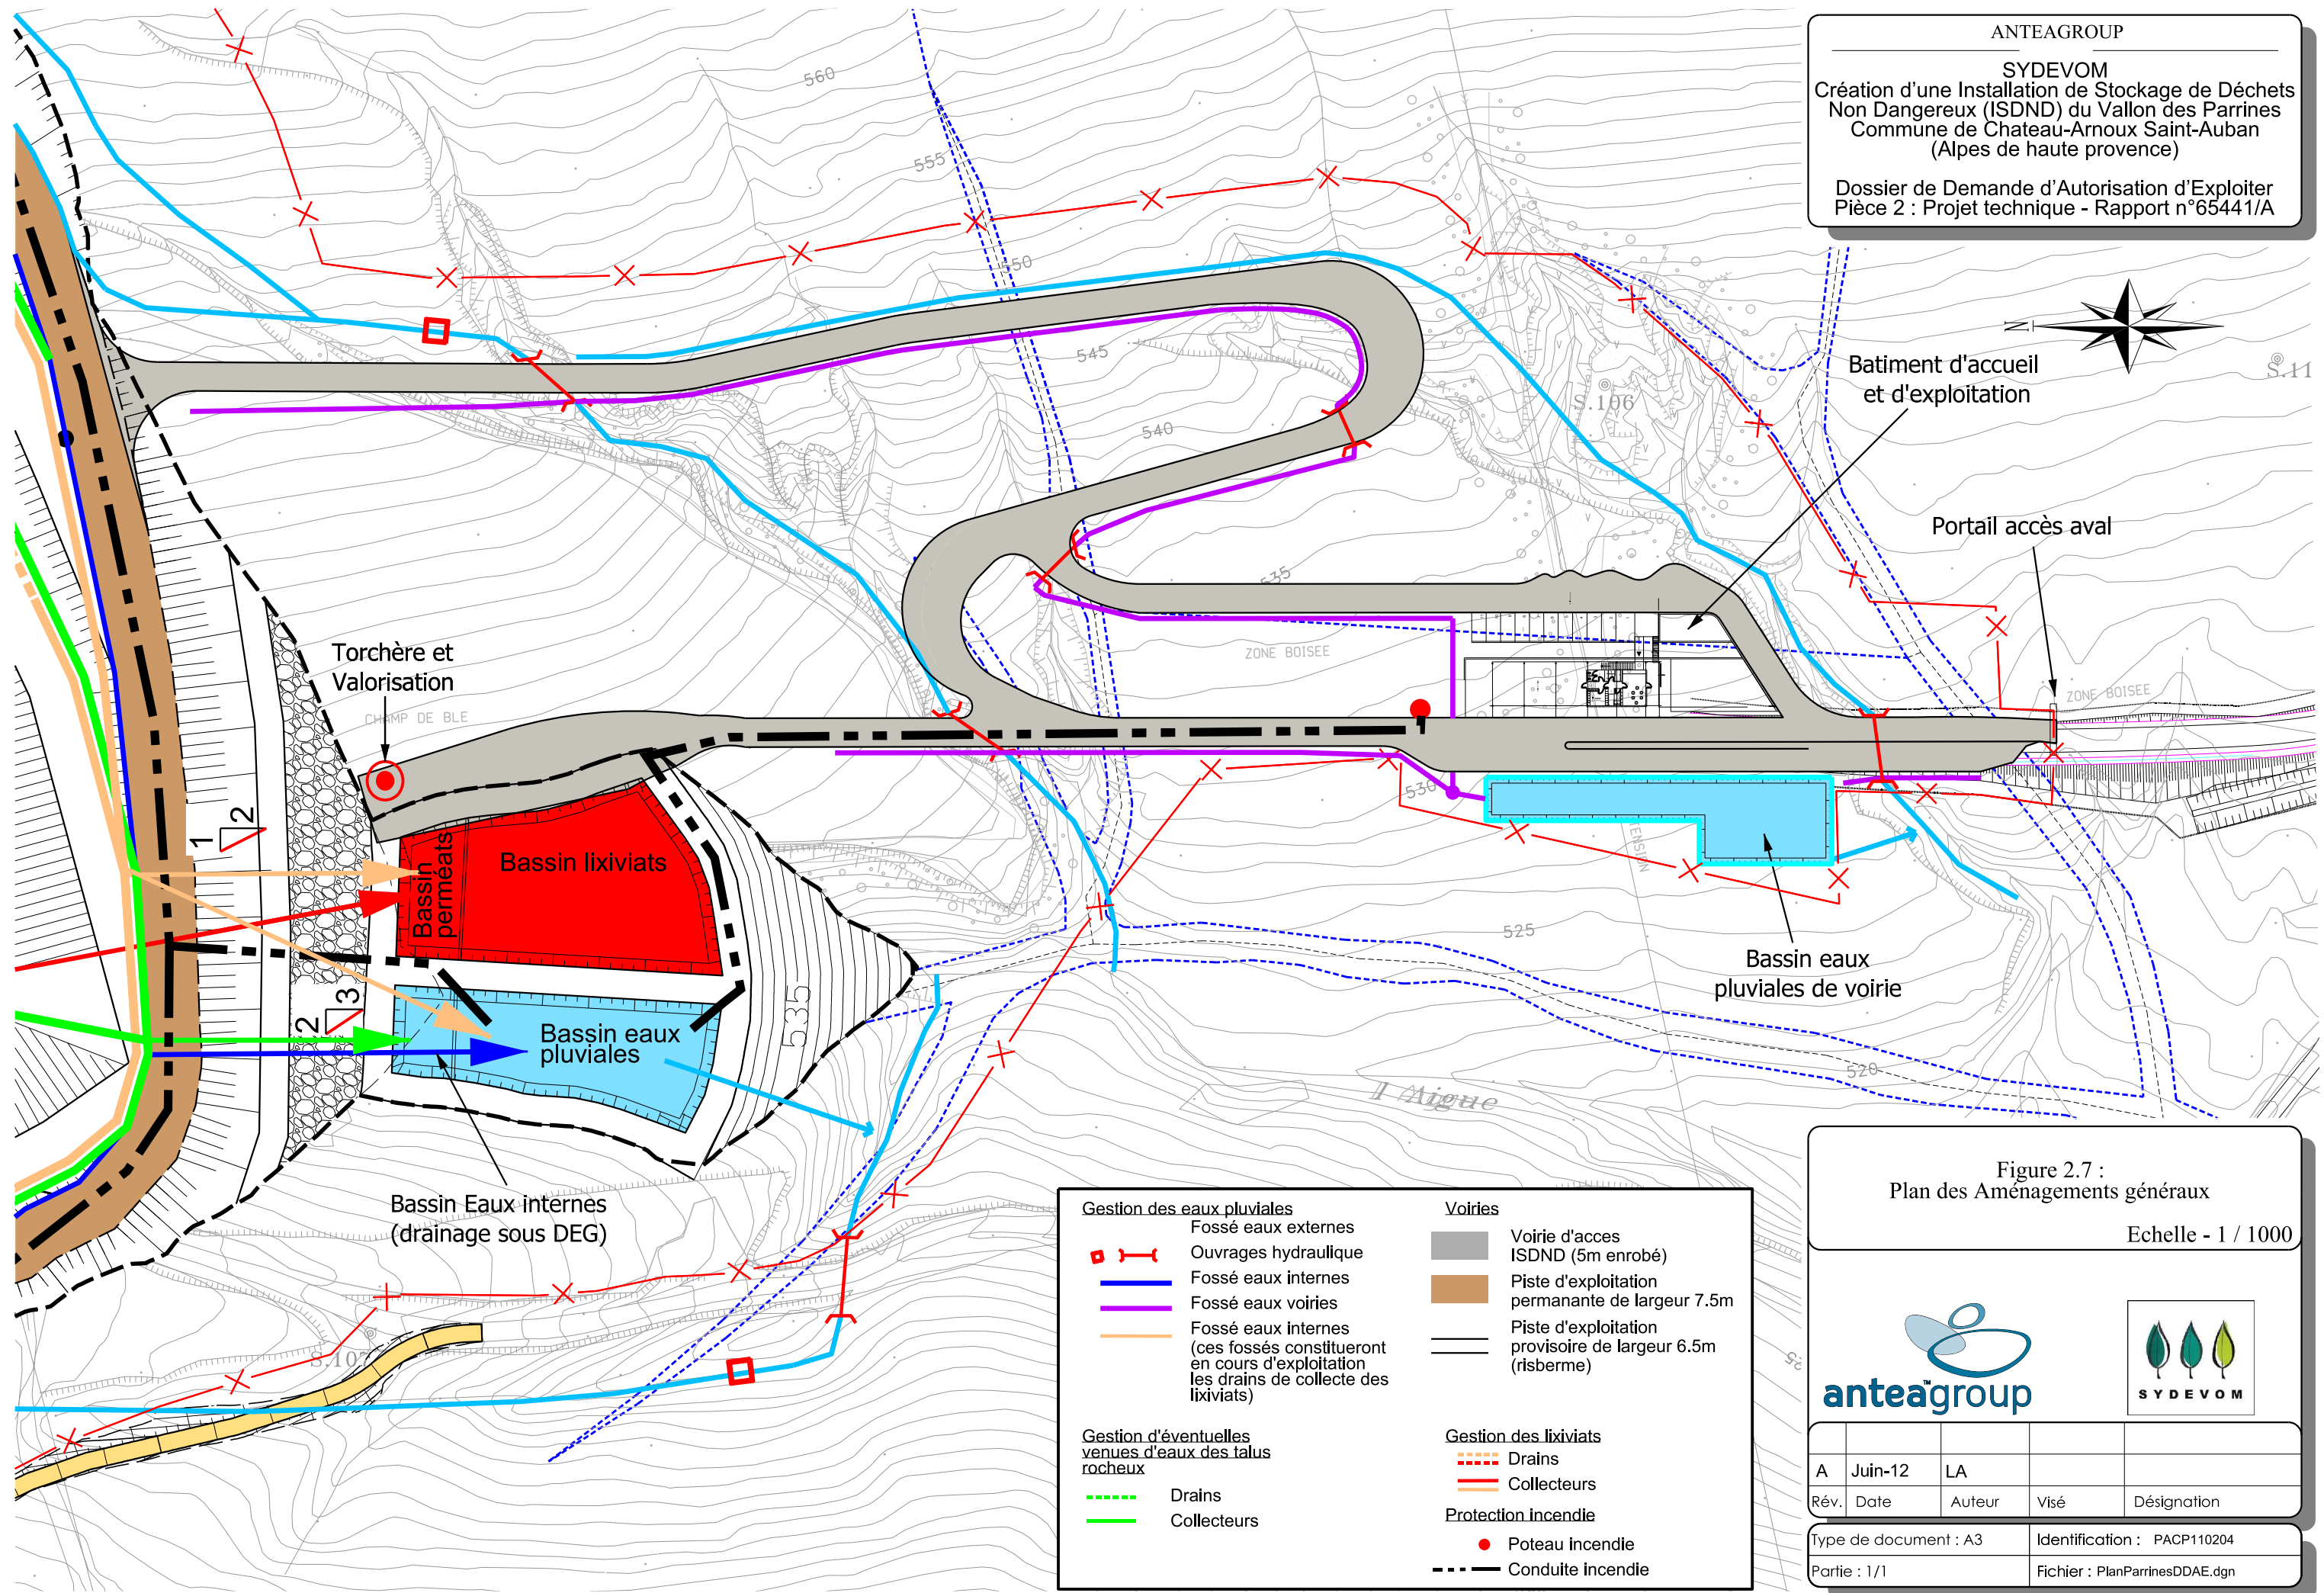 ANTEAGROUP
SYDEVOM
Création d'une Installation de Stockage de Déchets
Non Dangereux (ISDND) du Vallon des Parrines
Commune de Chateau-Arnoux Saint-Auban
(Alpes de haute provence)
Dossier de Demande d'Autorisation d'Exploiter
Pièce 2 : Projet technique - Rapport n°65441/A
560
555
550
545
540
535
N
S.11
S.106
Batiment d'accueil
et d'exploitation
Portail accès aval
ZONE BOISEE
ZONE BOISEE
Torchère et
Valorisation
CHAMP DE BLE
1
2
Bassin
perméats
Bassin lixiviats
530
TENSION
525
Bassin eaux
pluviales de voirie
2
3
Bassin eaux
pluviales
535
520
l'Aigue
Bassin Eaux internes
(drainage sous DEG)
S.107
Gestion des eaux pluviales
Fossé eaux externes
Ouvrages hydraulique
Fossé eaux internes
Fossé eaux voiries
Fossé eaux internes
(ces fossés constitueront
en cours d'exploitation
les drains de collecte des
lixiviats)
Voiries
Voirie d'acces
ISDND (5m enrobé)
Piste d'exploitation
permanante de largeur 7.5m
Piste d'exploitation
provisoire de largeur 6.5m
(risberme)
Gestion d'éventuelles
venues d'eaux des talus
rocheux
Drains
Collecteurs
Gestion des lixiviats
Drains
Collecteurs
Protection incendie
Poteau incendie
Conduite incendie
Figure 2.7 :
Plan des Aménagements généraux
Echelle - 1 / 1000
anteagroup
SYDEVOM
A Juin-12 LA
Rév. Date Auteur Visé Désignation
Type de document : A3 Identification : PACP110204
Partie : 1/1 Fichier : PlanParrinesDDAE.dgn